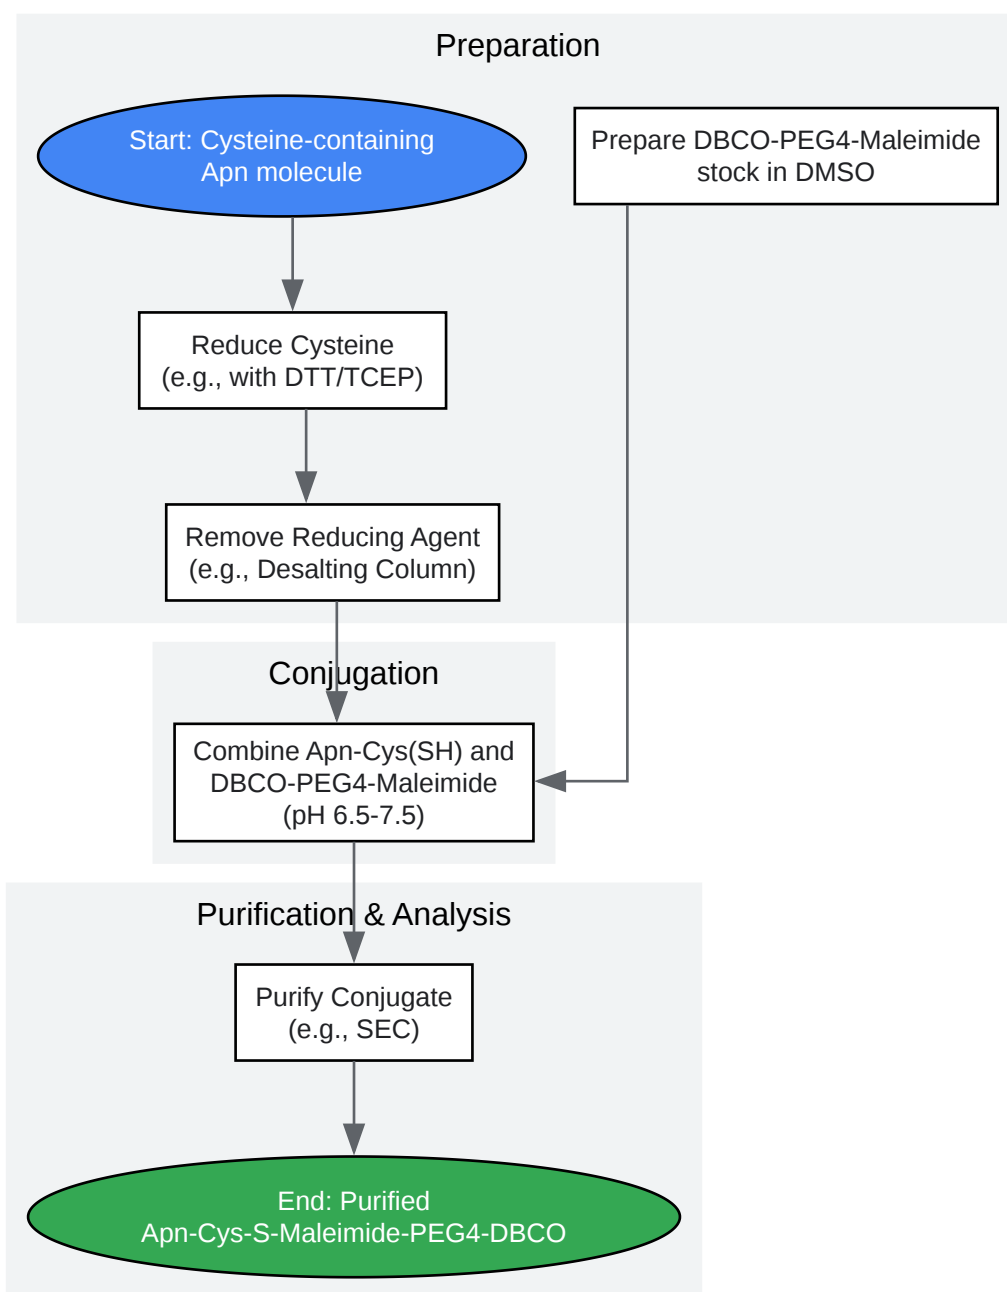 Preparation
Start: Cysteine-containing
Apn molecule
Prepare DBCO-PEG4-Maleimide
stock in DMSO
Reduce Cysteine
(e.g., with DTT/TCEP)
Remove Reducing Agent
(e.g., Desalting Column)
Conjugation
Combine Apn-Cys(SH) and
DBCO-PEG4-Maleimide
(pH 6.5-7.5)
Purification & Analysis
Purify Conjugate
(e.g., SEC)
End: Purified
Apn-Cys-S-Maleimide-PEG4-DBCO